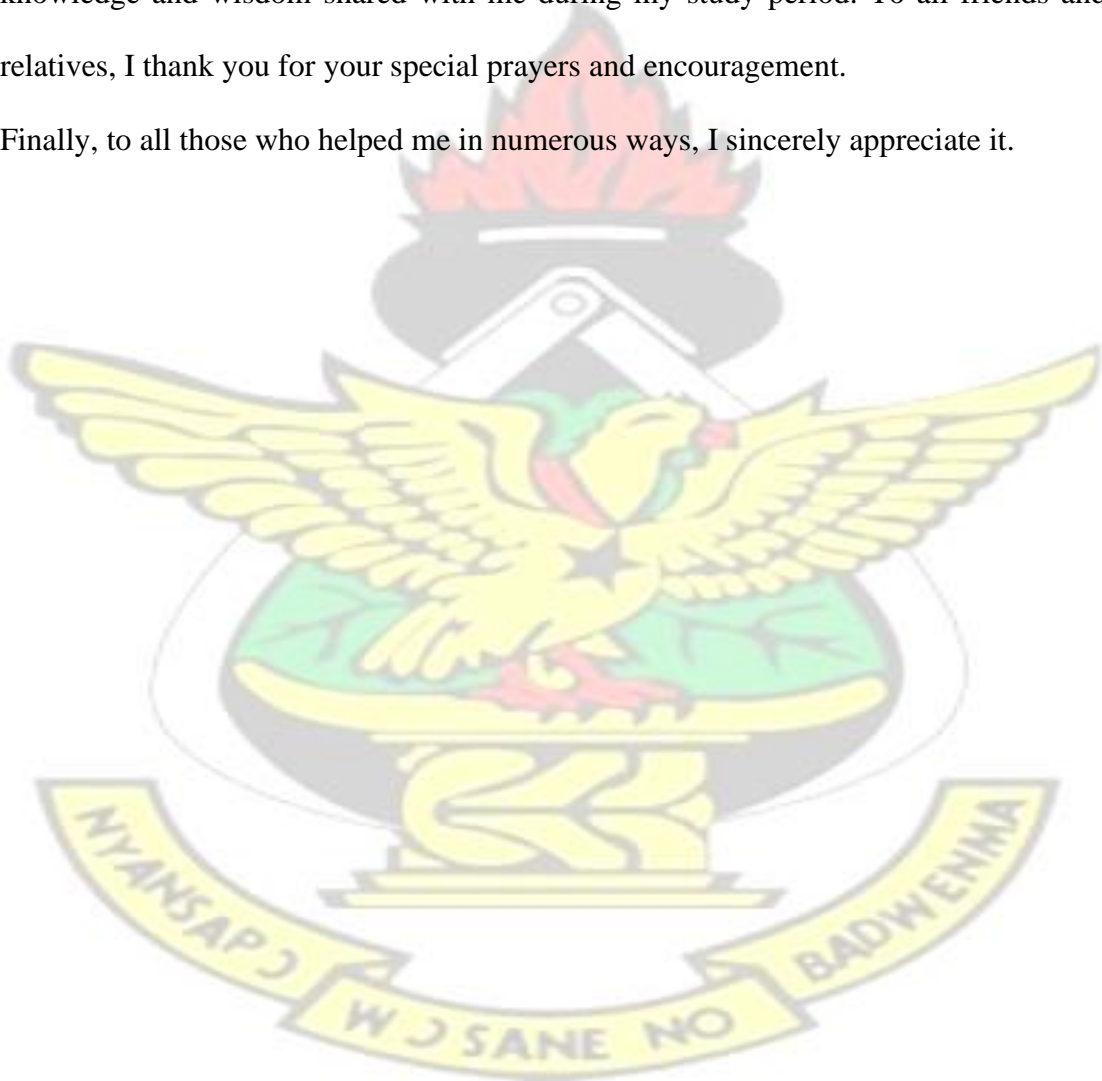 knowledge and wisdom shared with me during my study period. To all friends and
relatives, I thank you for your special prayers and encouragement.
Finally, to all those who helped me in numerous ways, I sincerely appreciate it.
NYANSAPƆ WƆSANE NO BADWENMA